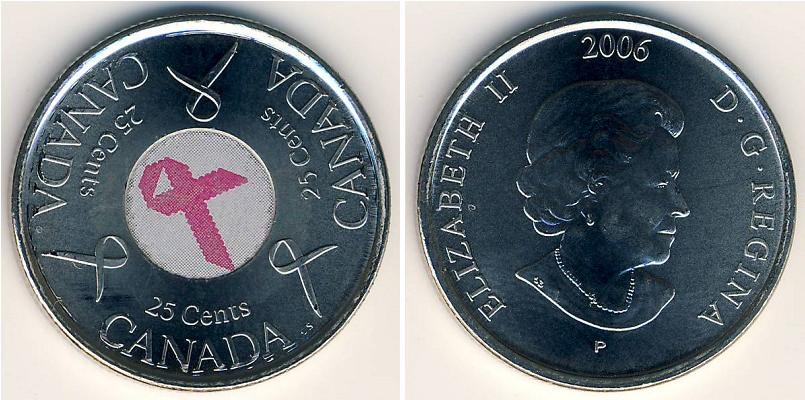 CANADA
25 Cents
CANADA
25 Cents
25 Cents
CANADA
ELIZABETH II
2006
D·G·REGINA
P